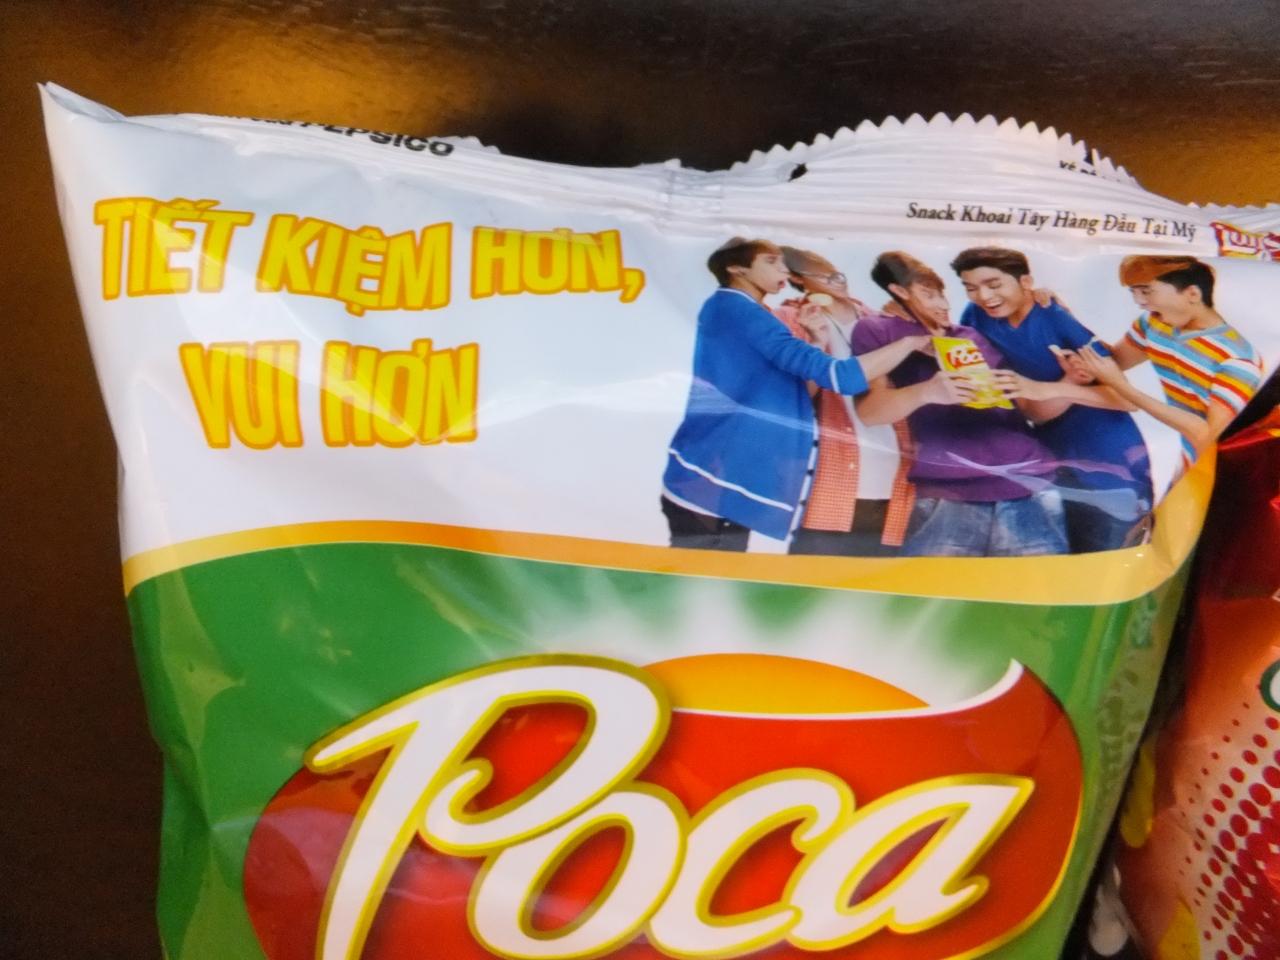 PEPSICO
Snack Khoai Tây Hàng Đầu Tại Mỹ
TIẾT KIỆM HƠN,
VUI HƠN
Poca
Poca